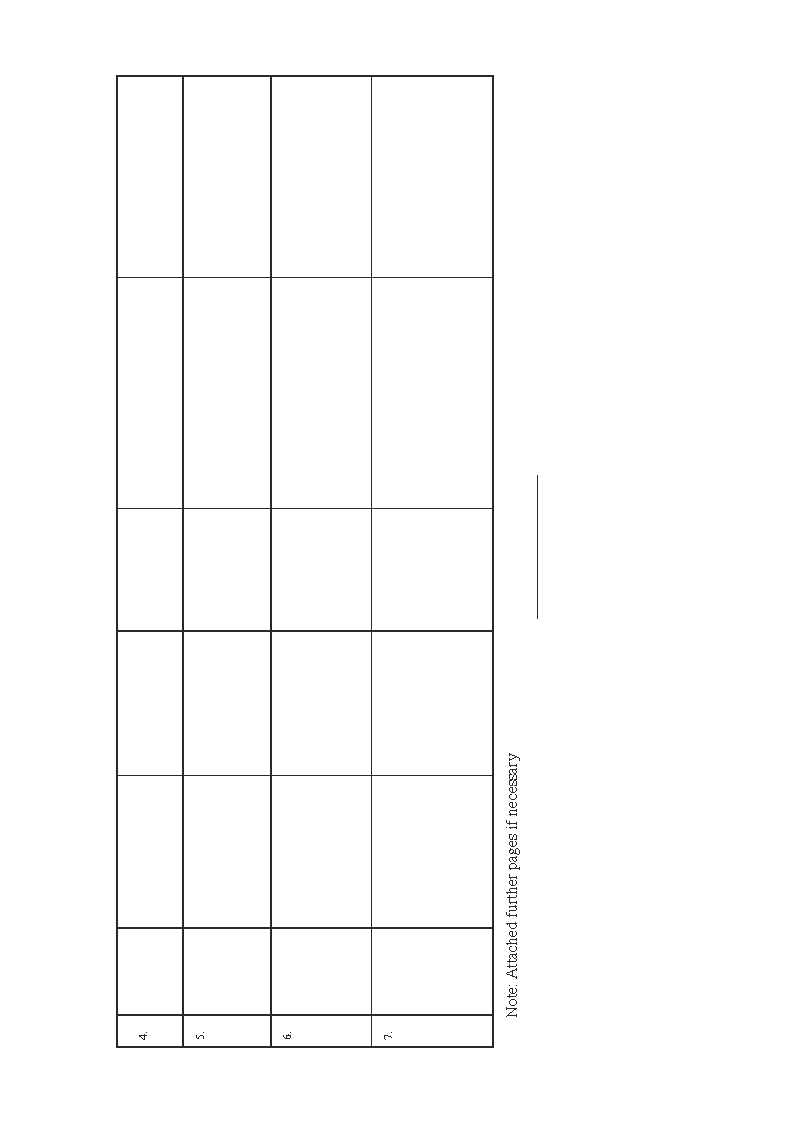 4.
5.
6.
7.
Note: Attached further pages if necessary